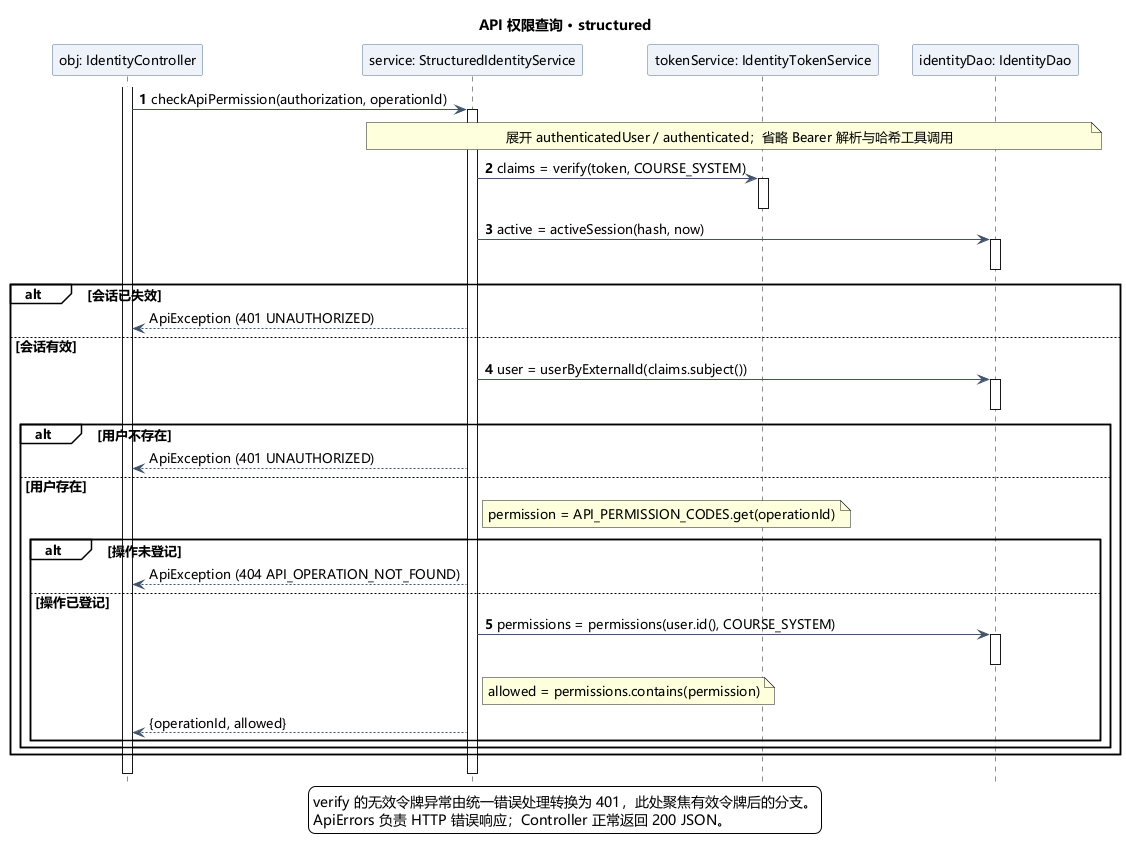 API 权限查询 • structured
obj: IdentityController
service: StructuredIdentityService
tokenService: IdentityTokenService
identityDao: IdentityDao
1 checkApiPermission(authorization, operationId)
展开 authenticatedUser / authenticated；省略 Bearer 解析与哈希工具调用
2 claims = verify(token, COURSE_SYSTEM)
3 active = activeSession(hash, now)
alt [会话已失效]
ApiException (401 UNAUTHORIZED)
[会话有效]
4 user = userByExternalId(claims.subject())
alt [用户不存在]
ApiException (401 UNAUTHORIZED)
[用户存在]
permission = API_PERMISSION_CODES.get(operationId)
alt [操作未登记]
ApiException (404 API_OPERATION_NOT_FOUND)
[操作已登记]
5 permissions = permissions(user.id(), COURSE_SYSTEM)
allowed = permissions.contains(permission)
{operationId, allowed}
verify 的无效令牌异常由统一错误处理转换为 401，此处聚焦有效令牌后的分支。
ApiErrors 负责 HTTP 错误响应；Controller 正常返回 200 JSON。